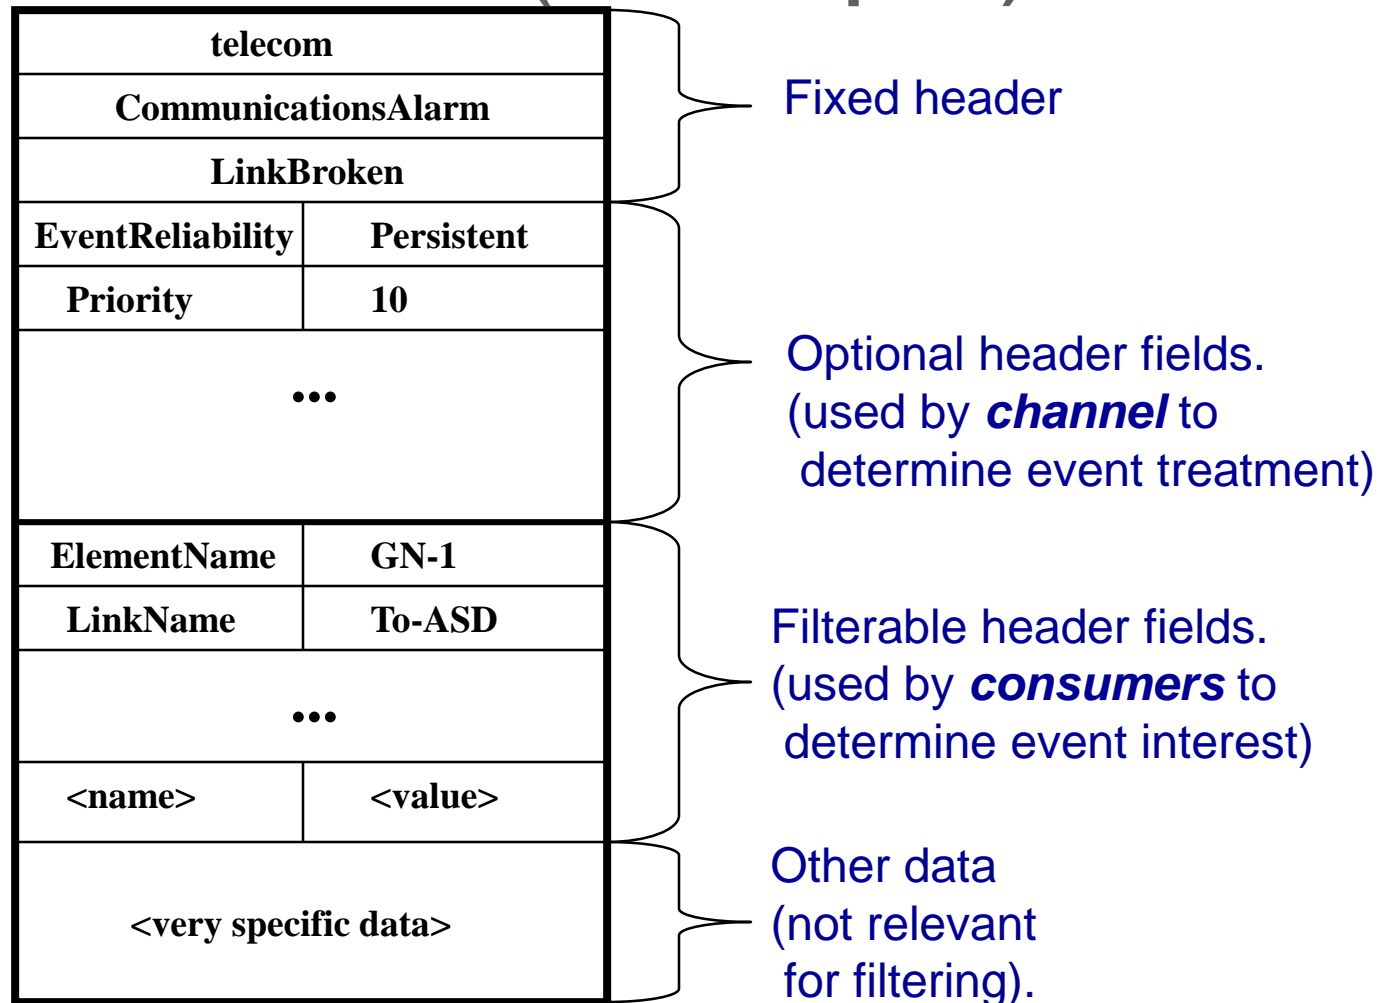 telecom
CommunicationsAlarm
LinkBroken
Fixed header
EventReliability Persistent
Priority 10
...
Optional header fields.
(used by channel to
determine event treatment)
ElementName GN-1
LinkName To-ASD
...
<name> <value>
Filterable header fields.
(used by consumers to
determine event interest)
<very specific data>
Other data
(not relevant
for filtering).